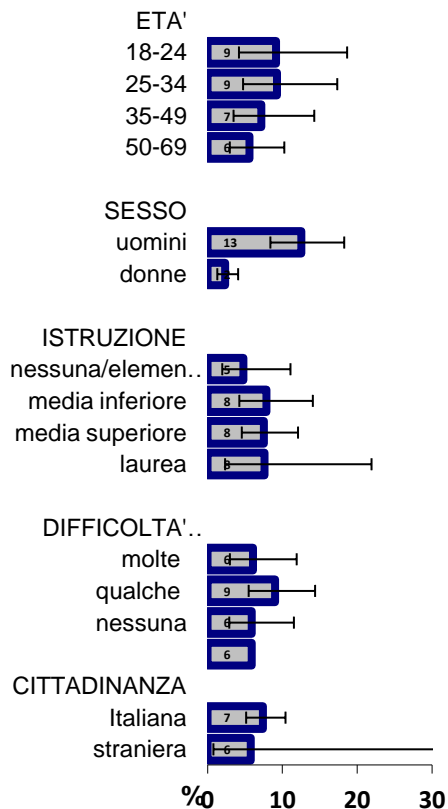 ETA'
18-24 9
25-34 9
35-49 7
50-69 6
SESSO
uomini 13
donne
ISTRUZIONE
nessuna/elemen.. 5
media inferiore 8
media superiore 8
laurea 8
DIFFICOLTA'..
molte 6
qualche 9
nessuna 6
6
CITTADINANZA
Italiana 7
straniera 6
% 0 10 20 30